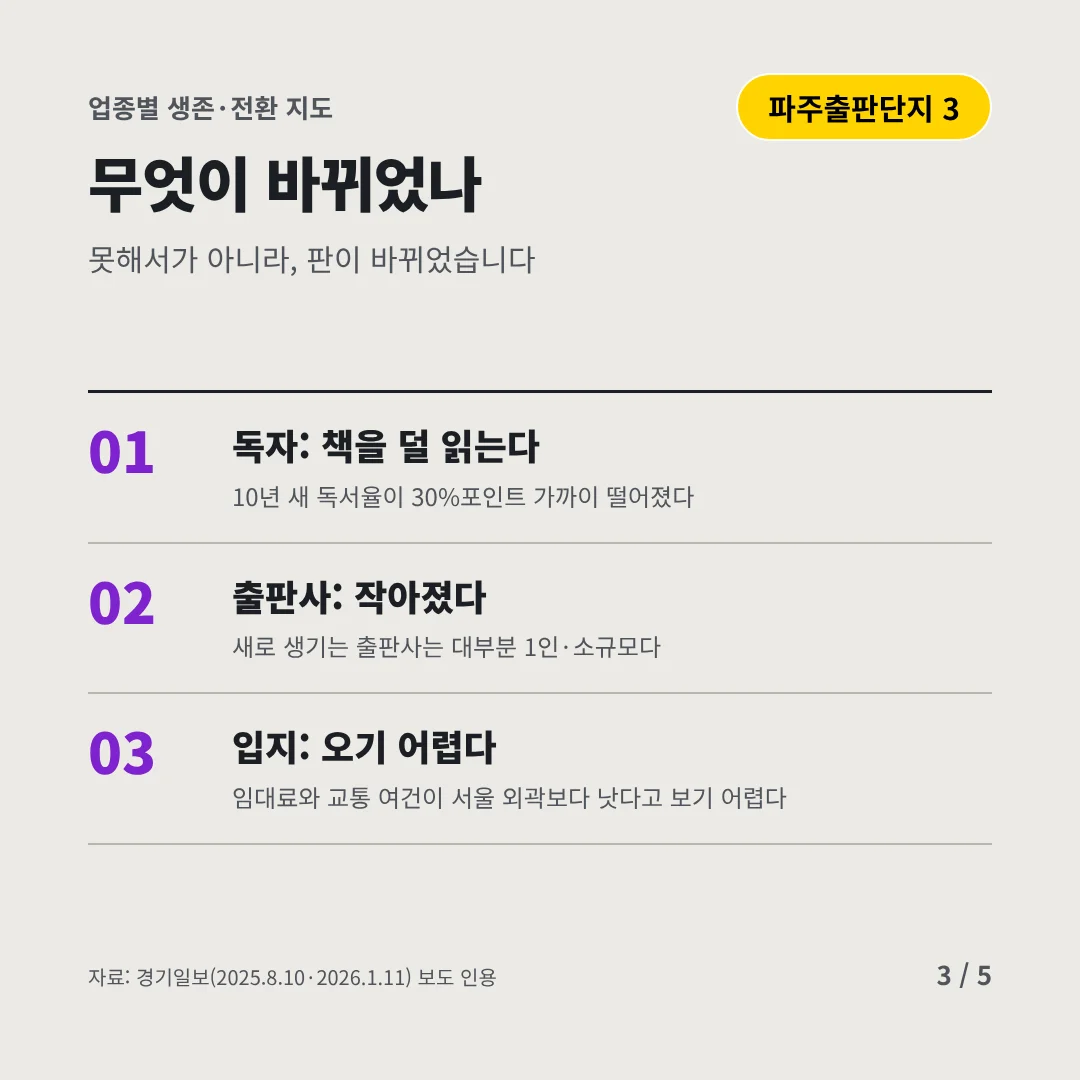 업종별 생존·전환 지도
파주출판단지 3
무엇이 바뀌었나
못해서가 아니라, 판이 바뀌었습니다
01
독자: 책을 덜 읽는다
10년 새 독서율이 30%포인트 가까이 떨어졌다
02
출판사: 작아졌다
새로 생기는 출판사는 대부분 1인·소규모다
03
입지: 오기 어렵다
임대료와 교통 여건이 서울 외곽보다 낫다고 보기 어렵다
자료: 경기일보(2025.8.10·2026.1.11) 보도 인용
3 / 5